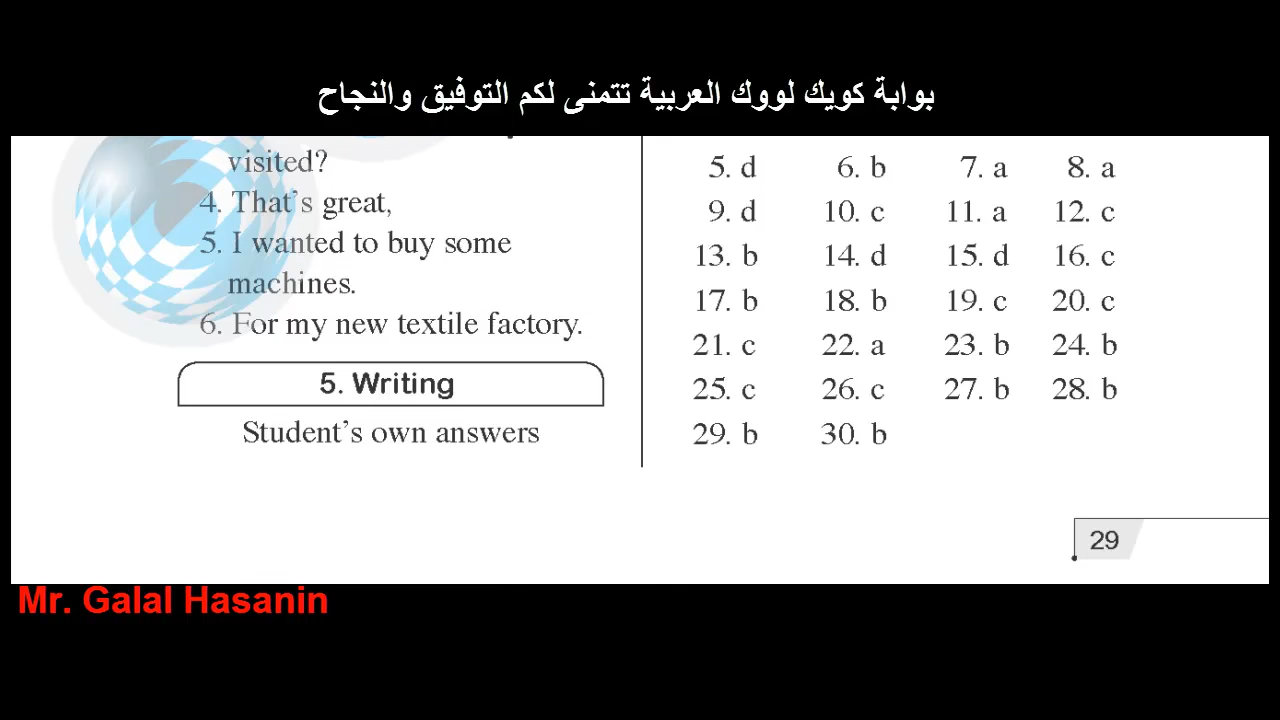 بوابة كويك لووك العربية تتمنى لكم التوفيق والنجاح
visited?
4. That's great,
5. I wanted to buy some
machines.
6. For my new textile factory.
5. Writing
Student's own answers
5. d 6. b 7. a 8. a
9. d 10. c 11. a 12. c
13. b 14. d 15. d 16. c
17. b 18. b 19. c 20. c
21. c 22. a 23. b 24. b
25. c 26. c 27. b 28. b
29. b 30. b
29
Mr. Galal Hasanin